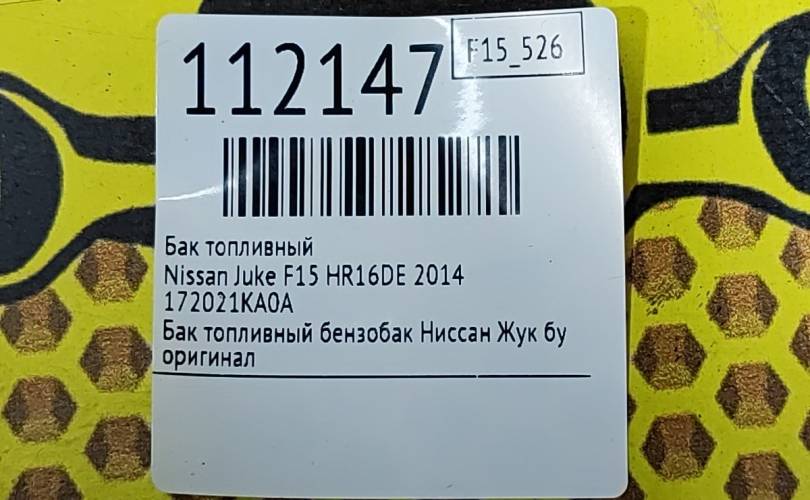 112147
F15_526
Бак топливный
Nissan Juke F15 HR16DE 2014
172021KA0A
Бак топливный бензобак Ниссан Жук бу
оригинал